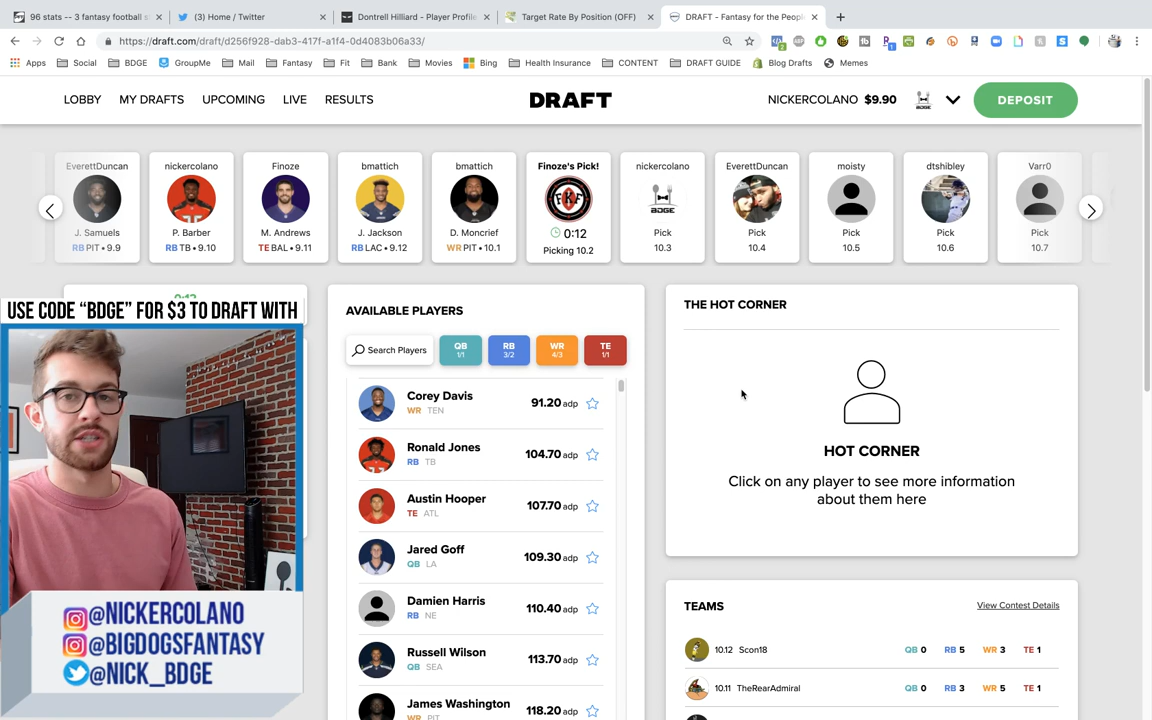 96 stats -- 3 fantasy football s
(3) Home / Twitter
Dontrell Hilliard - Player Profile
Target Rate By Position (OFF)
DRAFT - Fantasy for the People
https://draft.com/draft/d256f928-dab3-417f-a1f4-0d4083b06a33/
Apps Social BDGE GroupMe Mail Fantasy Fit Bank Movies Bing Health Insurance CONTENT DRAFT GUIDE Blog Drafts Memes
LOBBY MY DRAFTS UPCOMING LIVE RESULTS
DRAFT
NICKERCOLANO $9.90
DEPOSIT
EverettDuncan
J. Samuels
RB PIT • 9.9
nickercolano
P. Barber
RB TB • 9.10
Finoze
M. Andrews
TE BAL • 9.11
bmattich
J. Jackson
RB LAC • 9.12
bmattich
D. Moncrief
WR PIT • 10.1
Finoze's Pick!
FKF
0:12
Picking 10.2
nickercolano
BDGE
Pick
10.3
EverettDuncan
Pick
10.4
moisty
Pick
10.5
dtshibley
Pick
10.6
Varr0
Pick
10.7
USE CODE "BDGE" FOR $3 TO DRAFT WITH
@NICKERCOLANO
@BIGDOGSFANTASY
@NICK_BDGE
AVAILABLE PLAYERS
Search Players
QB
1/1
RB
3/2
WR
4/3
TE
1/1
Corey Davis
WR TEN
91.20 adp
Ronald Jones
RB TB
104.70 adp
Austin Hooper
TE ATL
107.70 adp
Jared Goff
QB LA
109.30 adp
Damien Harris
RB NE
110.40 adp
Russell Wilson
QB SEA
113.70 adp
James Washington
WR PIT
118.20 adp
THE HOT CORNER
HOT CORNER
Click on any player to see more information
about them here
TEAMS
View Contest Details
10.12 Scon18 QB 0 RB 5 WR 3 TE 1
10.11 TheRearAdmiral QB 0 RB 3 WR 5 TE 1